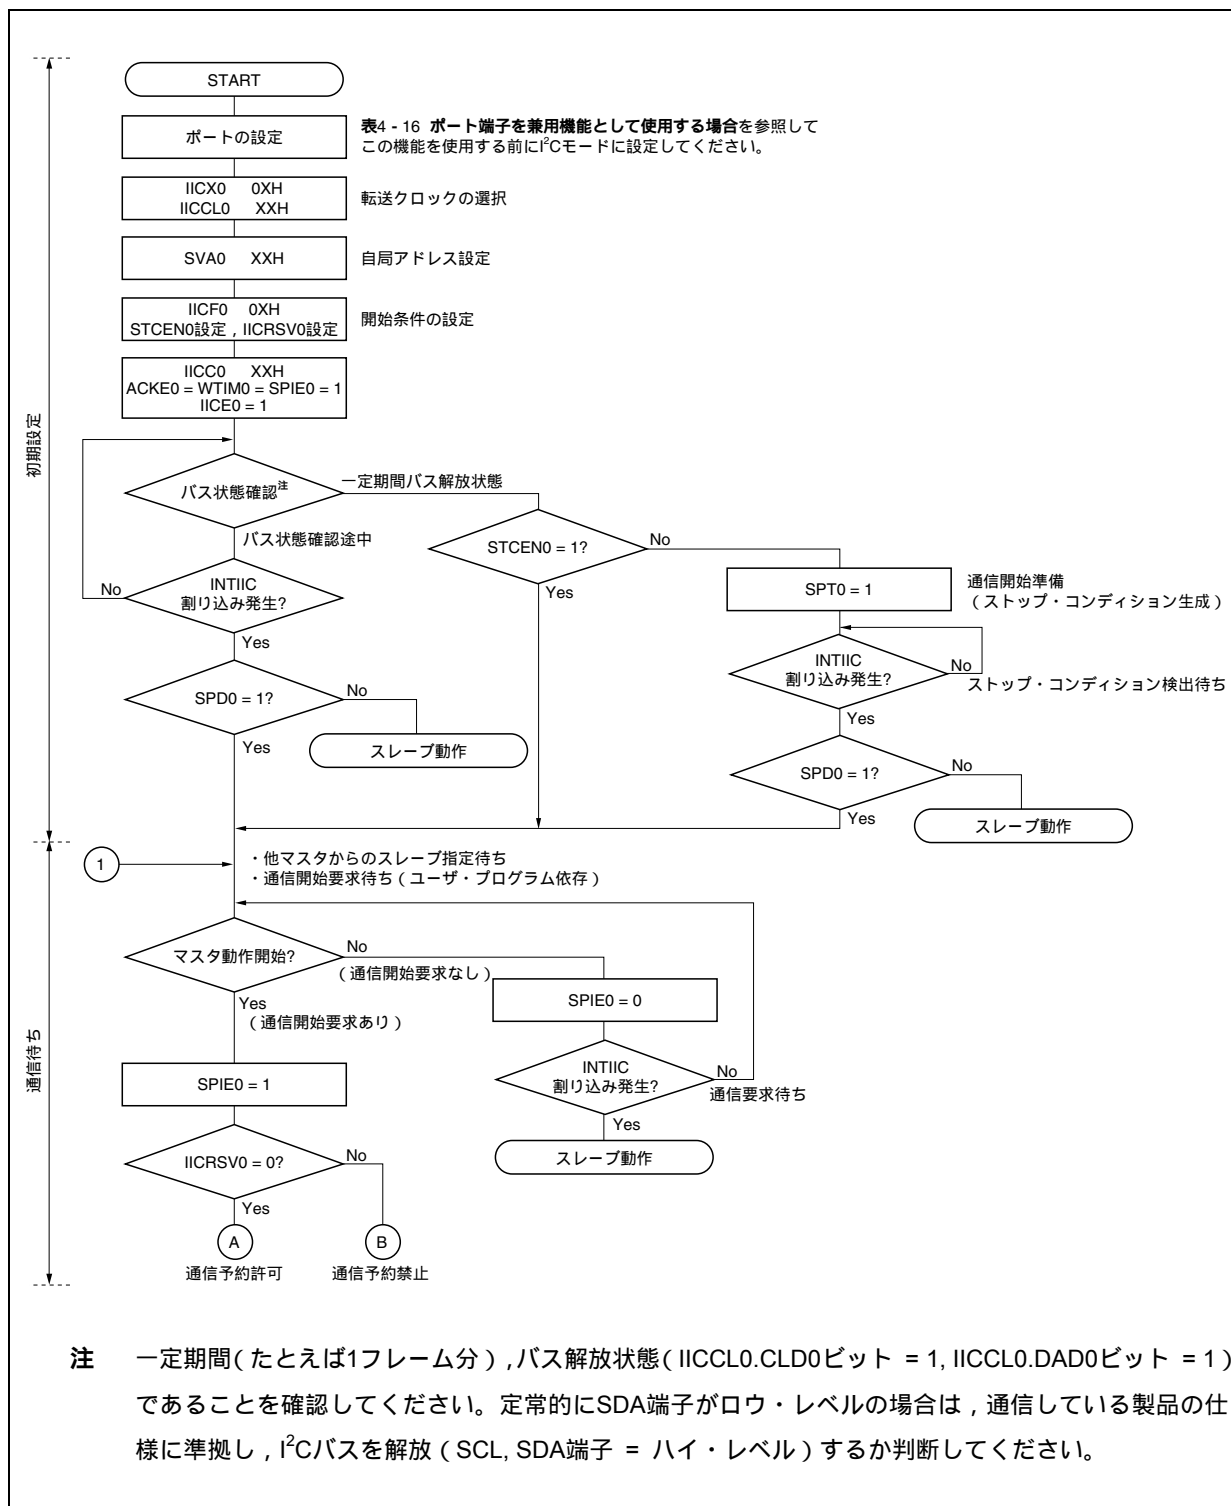 START
ポートの設定
表4 - 16 ポート端子を兼用機能として使用する場合を参照して
この機能を使用する前にI²Cモードに設定してください。
IICX0 0XH
IICCL0 XXH
転送クロックの選択
SVA0 XXH
自局アドレス設定
IICF0 0XH
STCEN0設定 , IICRSV0設定
開始条件の設定
IICC0 XXH
ACKE0 = WTIM0 = SPIE0 = 1
IICE0 = 1
初期設定
バス状態確認注
一定期間バス解放状態
バス状態確認途中
STCEN0 = 1?
No
Yes
INTIIC
割り込み発生?
No
Yes
SPT0 = 1
通信開始準備
（ストップ・コンディション生成）
INTIIC
割り込み発生?
No
ストップ・コンディション検出待ち
Yes
SPD0 = 1?
No
Yes
スレーブ動作
SPD0 = 1?
No
Yes
スレーブ動作
1
・他マスタからのスレーブ指定待ち
・通信開始要求待ち（ユーザ・プログラム依存）
通信待ち
マスタ動作開始?
No
（通信開始要求なし）
Yes
（通信開始要求あり）
SPIE0 = 0
INTIIC
割り込み発生?
No
通信要求待ち
Yes
スレーブ動作
SPIE0 = 1
IICRSV0 = 0?
No
Yes
A
B
通信予約許可
通信予約禁止
注 一定期間（たとえば1フレーム分）, バス解放状態（IICCL0.CLD0ビット = 1, IICCL0.DAD0ビット = 1）
であることを確認してください。定常的にSDA端子がロウ・レベルの場合は , 通信している製品の仕
様に準拠し , I²Cバスを解放（SCL, SDA端子 = ハイ・レベル）するか判断してください。